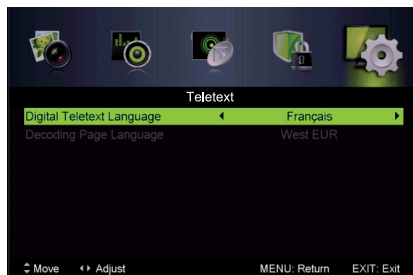 Teletext
Digital Teletext Language Français
Decoding Page Language West EUR
Move Adjust MENU: Return EXIT: Exit